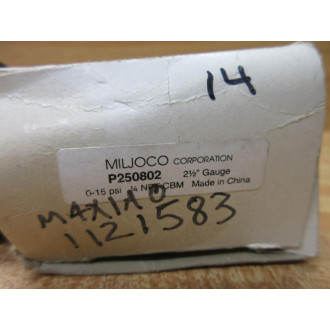 14
MILJOCO CORPORATION
P250802 2½" Gauge
0-15 psi ¼ NPT CBM Made in China
MAXIMO
1121583